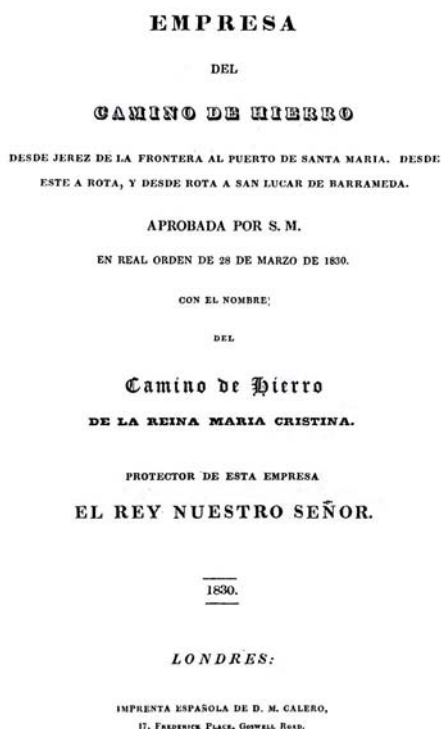 EMPRESA
DEL
CAMINO DE HIERRO
DESDE JEREZ DE LA FRONTERA AL PUERTO DE SANTA MARIA. DESDE
ESTE A ROTA, Y DESDE ROTA A SAN LUCAR DE BARRAMEDA.
APROBADA POR S. M.
EN REAL ORDEN DE 28 DE MARZO DE 1830.
CON EL NOMBRE;
DEL
Camino de Hierro
DE LA REINA MARIA CRISTINA.
PROTECTOR DE ESTA EMPRESA
EL REY NUESTRO SEÑOR.
1830.
LONDRES:
IMPRENTA ESPAÑOLA DE D. M. CALERO,
17, FREDERICK PLACE, GOSWELL ROAD.